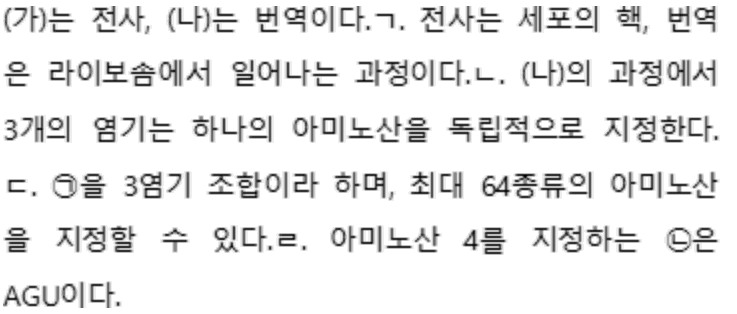 (가)는 전사, (나)는 번역이다.ㄱ. 전사는 세포의 핵, 번역
은 라이보솜에서 일어나는 과정이다.ㄴ. (나)의 과정에서
3개의 염기는 하나의 아미노산을 독립적으로 지정한다.
ㄷ. ㉠을 3염기 조합이라 하며, 최대 64종류의 아미노산
을 지정할 수 있다.ㄹ. 아미노산 4를 지정하는 ㉡은
AGU이다.